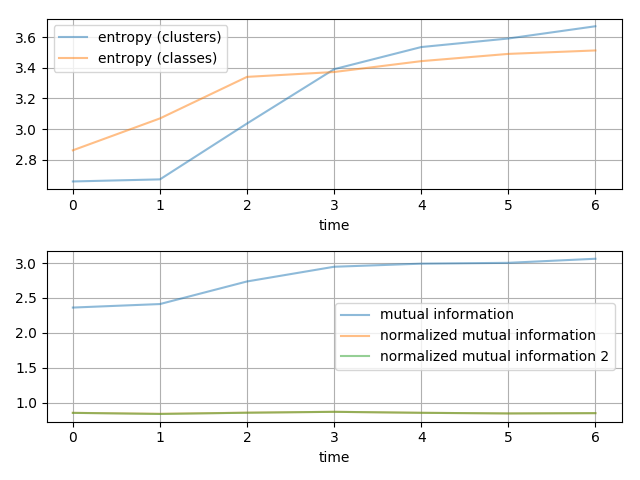 3.6
3.4
3.2
3.0
2.8
entropy (clusters)
entropy (classes)
0 1 2 3 4 5 6
time
3.0
2.5
2.0
1.5
1.0
mutual information
normalized mutual information
normalized mutual information 2
0 1 2 3 4 5 6
time